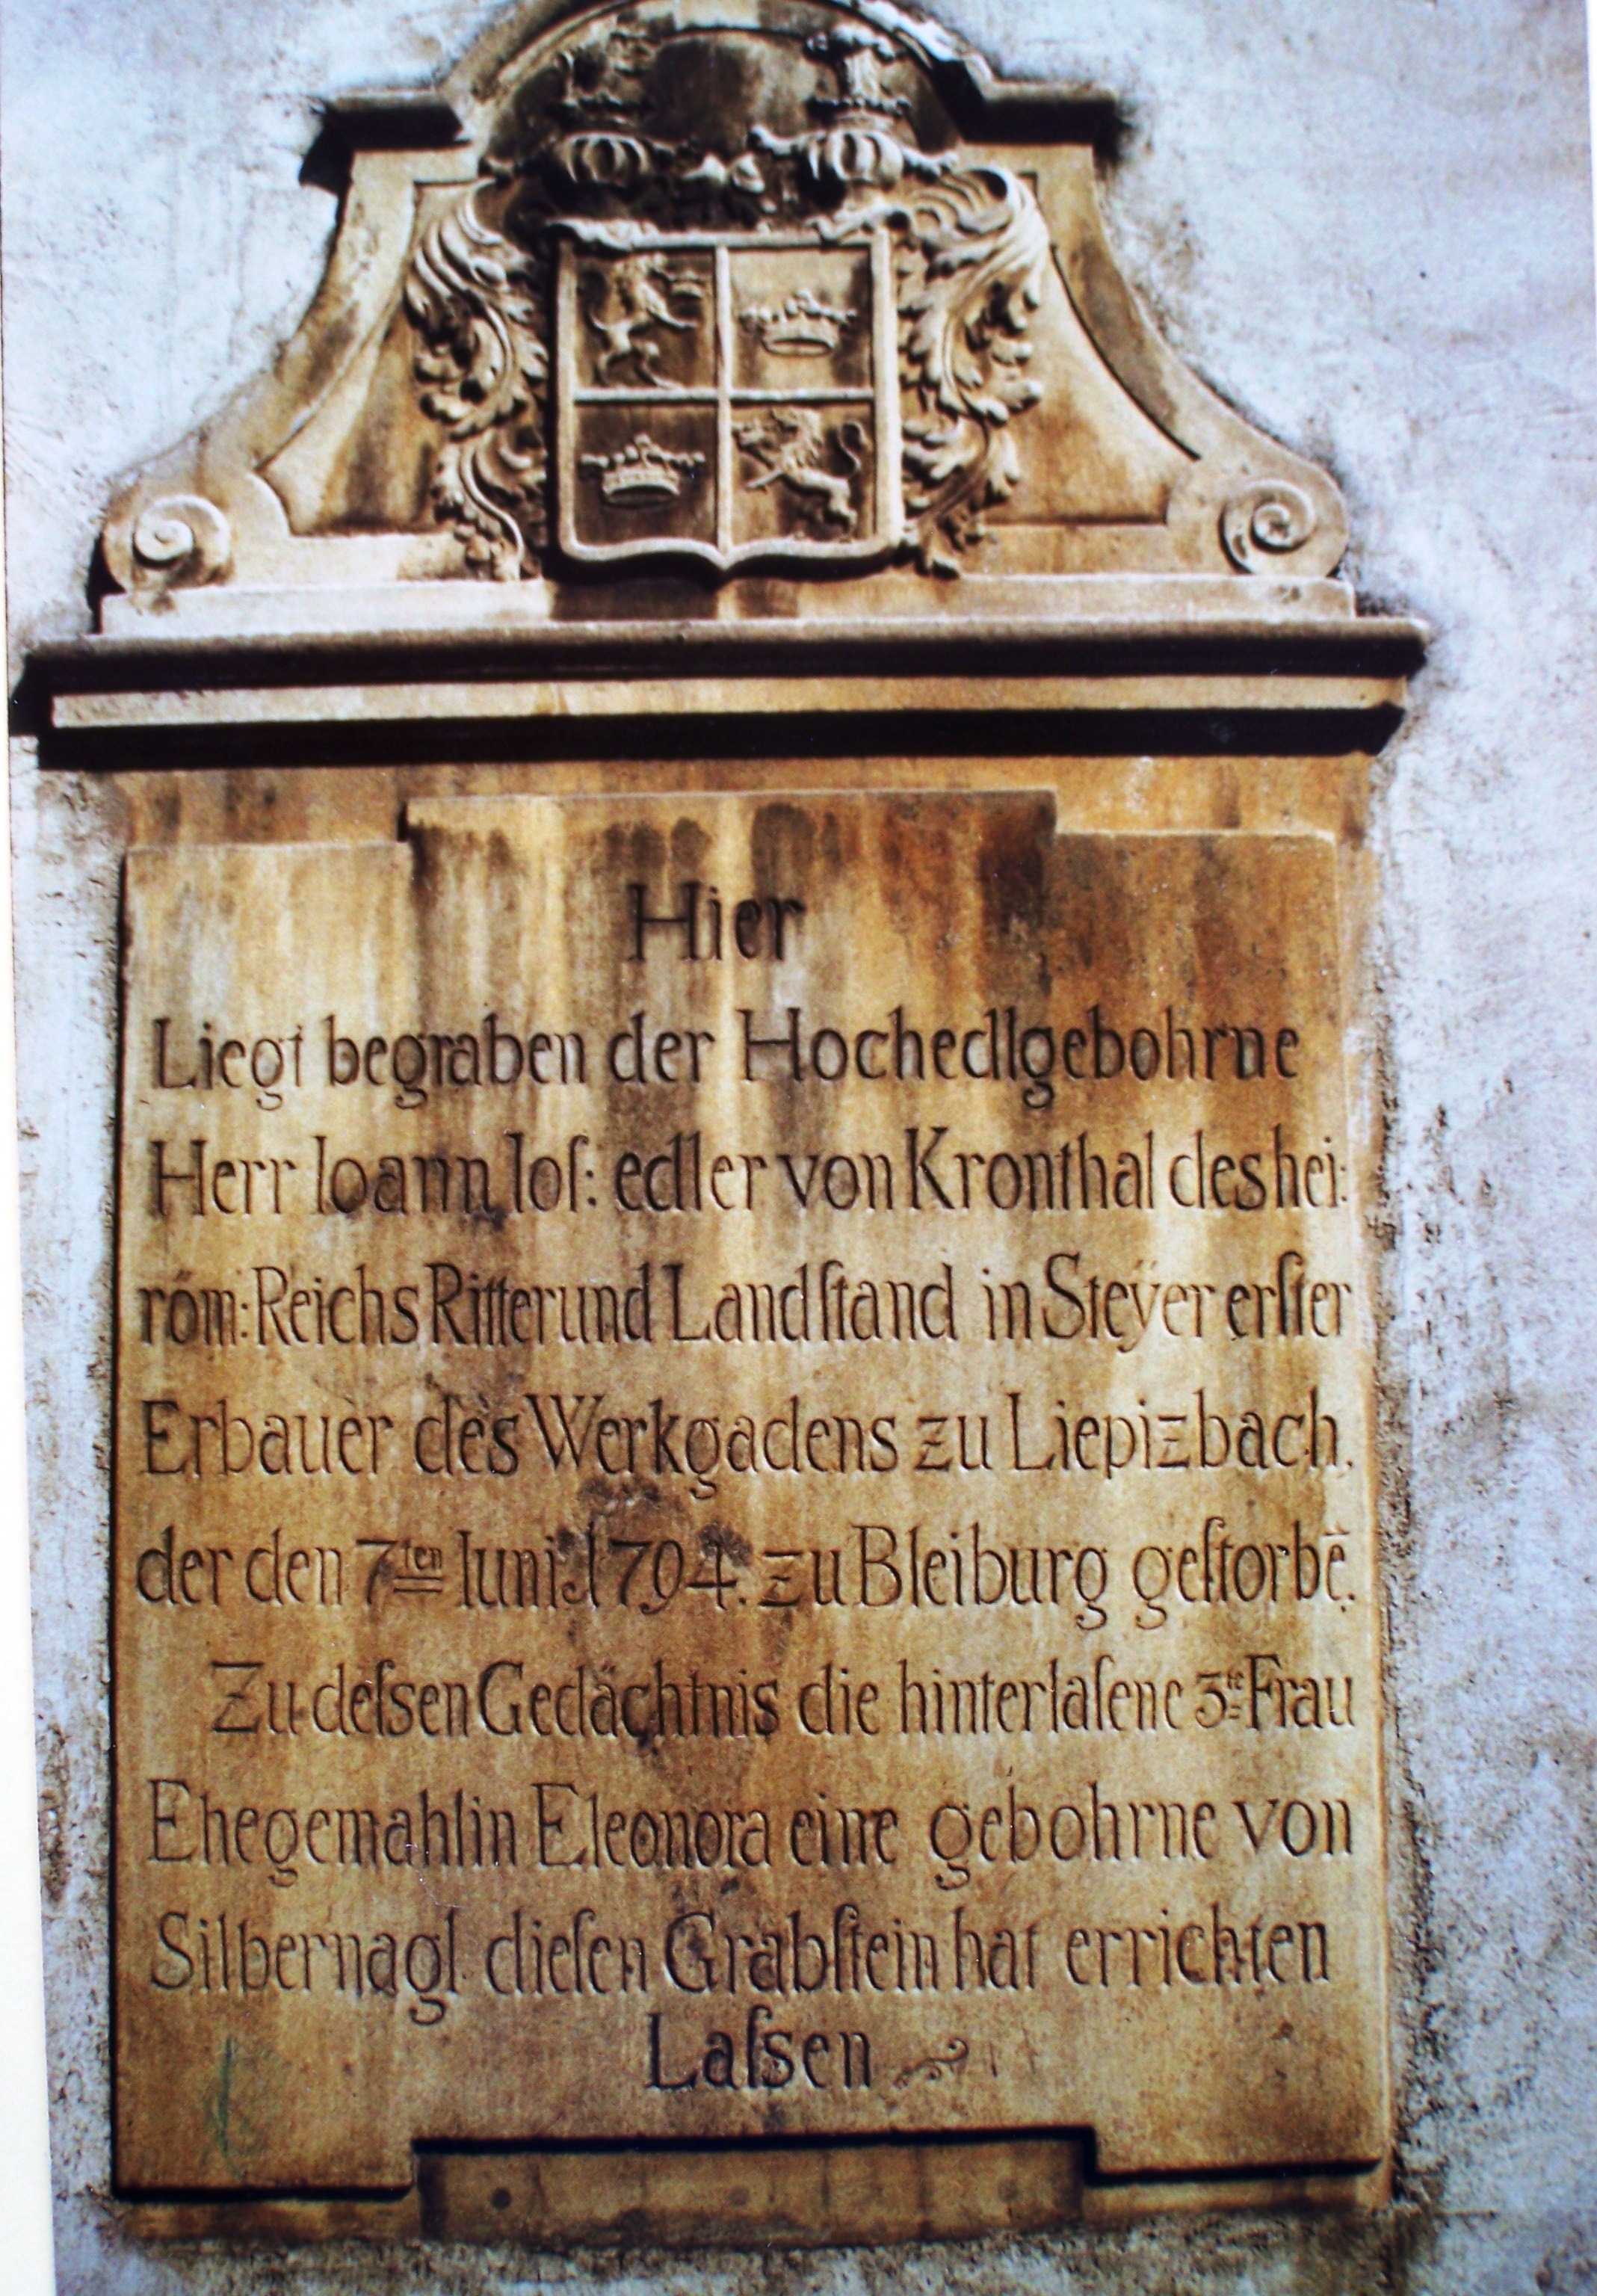 Hier
Liegt begraben der Hochedlgebohrne
Herr Ioann Ioſ: edler von Kronthal des hei:
röm: Reichs Ritter und Landſtand in Steÿer erſter
Erbauer des Werkgadens zu Liepizbach.
der den 7ten Iuni 1794. zu Bleiburg geſtorbē.
Zu deſsen Gedächtnis die hinterlaſene 3te Frau
Ehegemahlin Eleonora eine gebohrne von
Silbernagl dieſen Grabſtein hat errichten
Laſsen